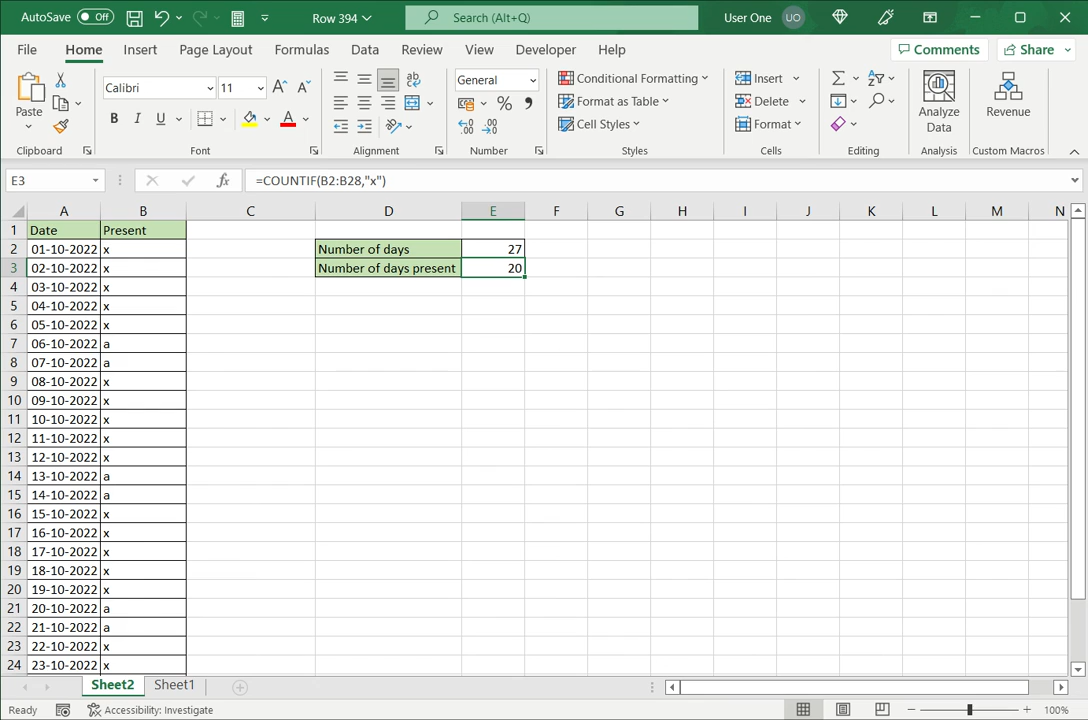 AutoSave Off Row 394 Search (Alt+Q) User One UO
File Home Insert Page Layout Formulas Data Review View Developer Help Comments Share
Paste Calibri 11 ab General Conditional Formatting Insert Analyze Data Revenue
B I U A % Format as Table Delete
Cell Styles Format
Clipboard Font Alignment Number Styles Cells Editing Analysis Custom Macros
E3 fx =COUNTIF(B2:B28,"x")
A B C D E F G H I J K L M N
1 Date Present
2 01-10-2022 x Number of days 27
3 02-10-2022 x Number of days present 20
4 03-10-2022 x
5 04-10-2022 x
6 05-10-2022 x
7 06-10-2022 a
8 07-10-2022 a
9 08-10-2022 x
10 09-10-2022 x
11 10-10-2022 x
12 11-10-2022 x
13 12-10-2022 x
14 13-10-2022 a
15 14-10-2022 a
16 15-10-2022 x
17 16-10-2022 x
18 17-10-2022 x
19 18-10-2022 x
20 19-10-2022 x
21 20-10-2022 a
22 21-10-2022 a
23 22-10-2022 x
24 23-10-2022 x
Sheet2 Sheet1
Ready Accessibility: Investigate 100%